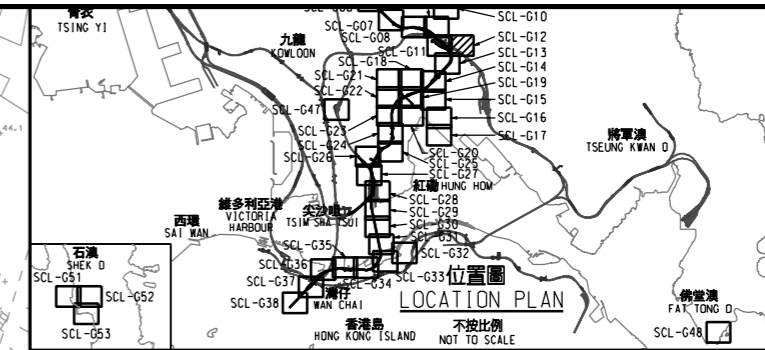 青衣
TSING YI
SCL-G07
SCL-G08
SCL-G10
SCL-G11
SCL-G12
SCL-G13
九龍
KOWLOON
SCL-G18
SCL-G14
SCL-G21
SCL-G19
SCL-G22
SCL-G15
SCL-G47
SCL-G16
SCL-G23
SCL-G17
SCL-G24
SCL-G20
SCL-G26
SCL-G25
SCL-G27
將軍澳
TSEUNG KWAN O
紅磡
HUNG HOM
SCL-G28
SCL-G29
SCL-G30
SCL-G31
維多利亞港
VICTORIA
HARBOUR
尖沙咀
TSIM SHA TSUI
西環
SAI WAN
SCL-G35
SCL-G32
SCL-G36
SCL-G33
SCL-G37
SCL-G34
SCL-G38
灣仔
WAN CHAI
石澳
SHEK O
SCL-G51
SCL-G52
SCL-G53
位置圖
LOCATION PLAN
香港島
HONG KONG ISLAND
不按比例
NOT TO SCALE
佛堂澳
FAT TONG O
SCL-G48
44.1